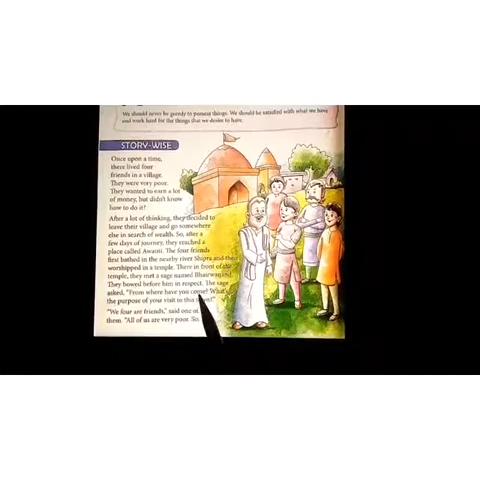 We should never be greedy to possess things. We should be satisfied with what we have
and work hard for the things that we desire to have.
STORY-WISE
Once upon a time,
there lived four
friends in a village.
They were very poor.
They wanted to earn a lot
of money, but didn't know
how to do it?
After a lot of thinking, they decided to
leave their village and go somewhere
else in search of wealth. So, after a
few days of journey, they reached a
place called Awanti. The four friends
first bathed in the nearby river Shipra and then
worshipped in a temple. There in front of the
temple, they met a sage named Bhairwanand.
They bowed before him in respect. The sage
asked, "From where have you come? What's
the purpose of your visit to this town?"
"We four are friends," said one of
them. "All of us are very poor. So,